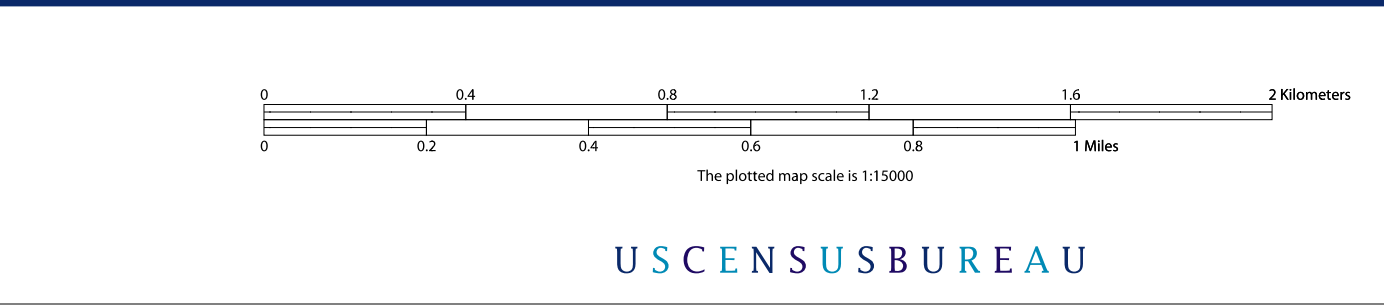 0 0.4 0.8 1.2 1.6 2 Kilometers
0 0.2 0.4 0.6 0.8 1 Miles
The plotted map scale is 1:15000
USCENSUSBUREAU